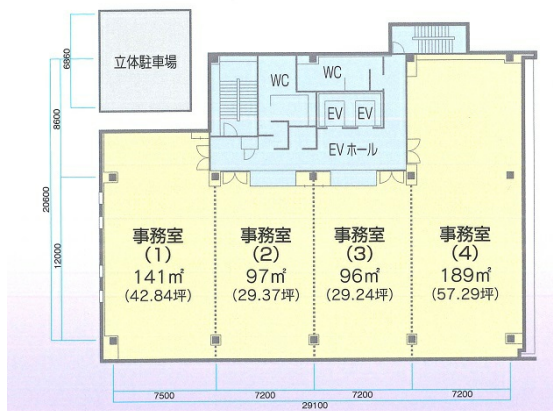 立体駐車場
WC
WC
EV
EV
EVホール
6860
8600
20600
12000
事務室
(1)
141㎡
(42.84坪)
事務室
(2)
97㎡
(29.37坪)
事務室
(3)
96㎡
(29.24坪)
事務室
(4)
189㎡
(57.29坪)
7500
7200
7200
7200
29100